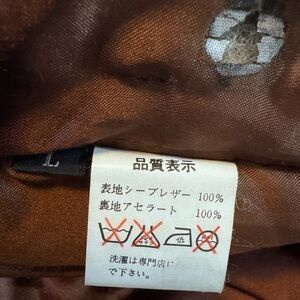 L
品質表示
表地シープレザー 100%
裏地アセラート 100%
洗濯は専門店に
で下さい。